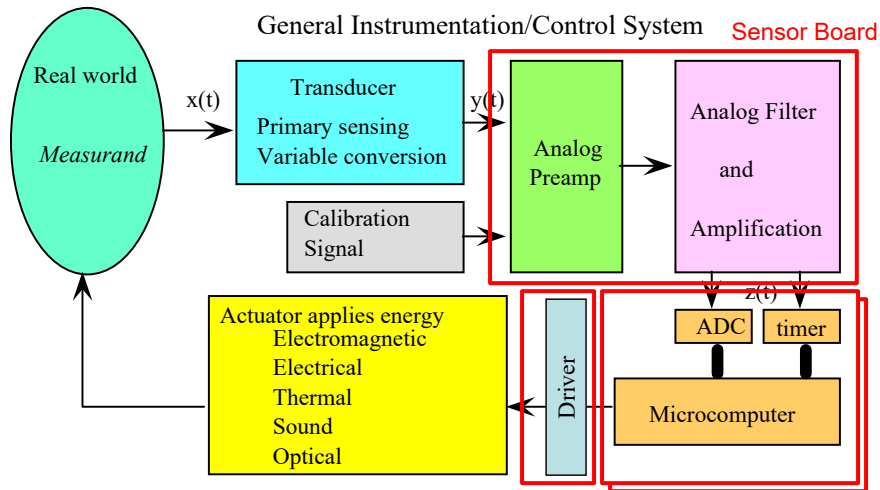 General Instrumentation/Control System
Sensor Board
Real world
Measurand
x(t)
Transducer
Primary sensing
Variable conversion
y(t)
Analog
Preamp
Analog Filter
and
Amplification
Calibration
Signal
z(t)
ADC
timer
Microcomputer
Driver
Actuator applies energy
Electromagnetic
Electrical
Thermal
Sound
Optical